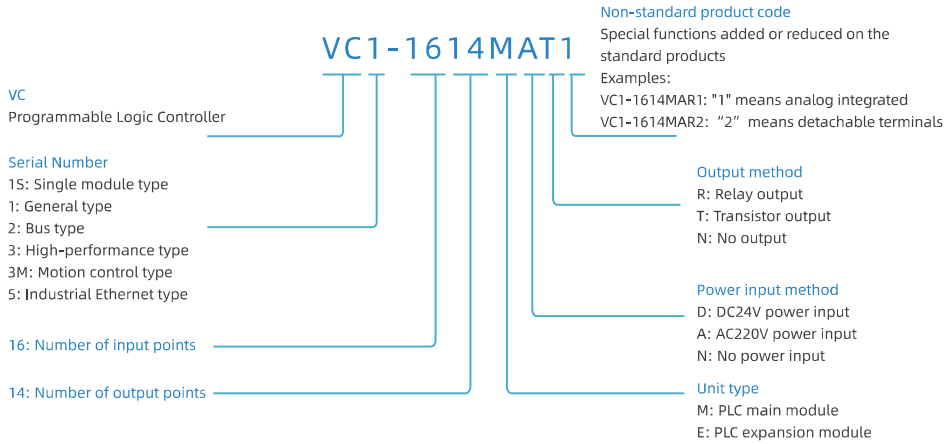 VC1-1614MAT1
VC
Programmable Logic Controller
Serial Number
1S: Single module type
1: General type
2: Bus type
3: High-performance type
3M: Motion control type
5: Industrial Ethernet type
16: Number of input points
14: Number of output points
Non-standard product code
Special functions added or reduced on the
standard products
Examples:
VC1-1614MAR1: "1" means analog integrated
VC1-1614MAR2: “2” means detachable terminals
Output method
R: Relay output
T: Transistor output
N: No output
Power input method
D: DC24V power input
A: AC220V power input
N: No power input
Unit type
M: PLC main module
E: PLC expansion module